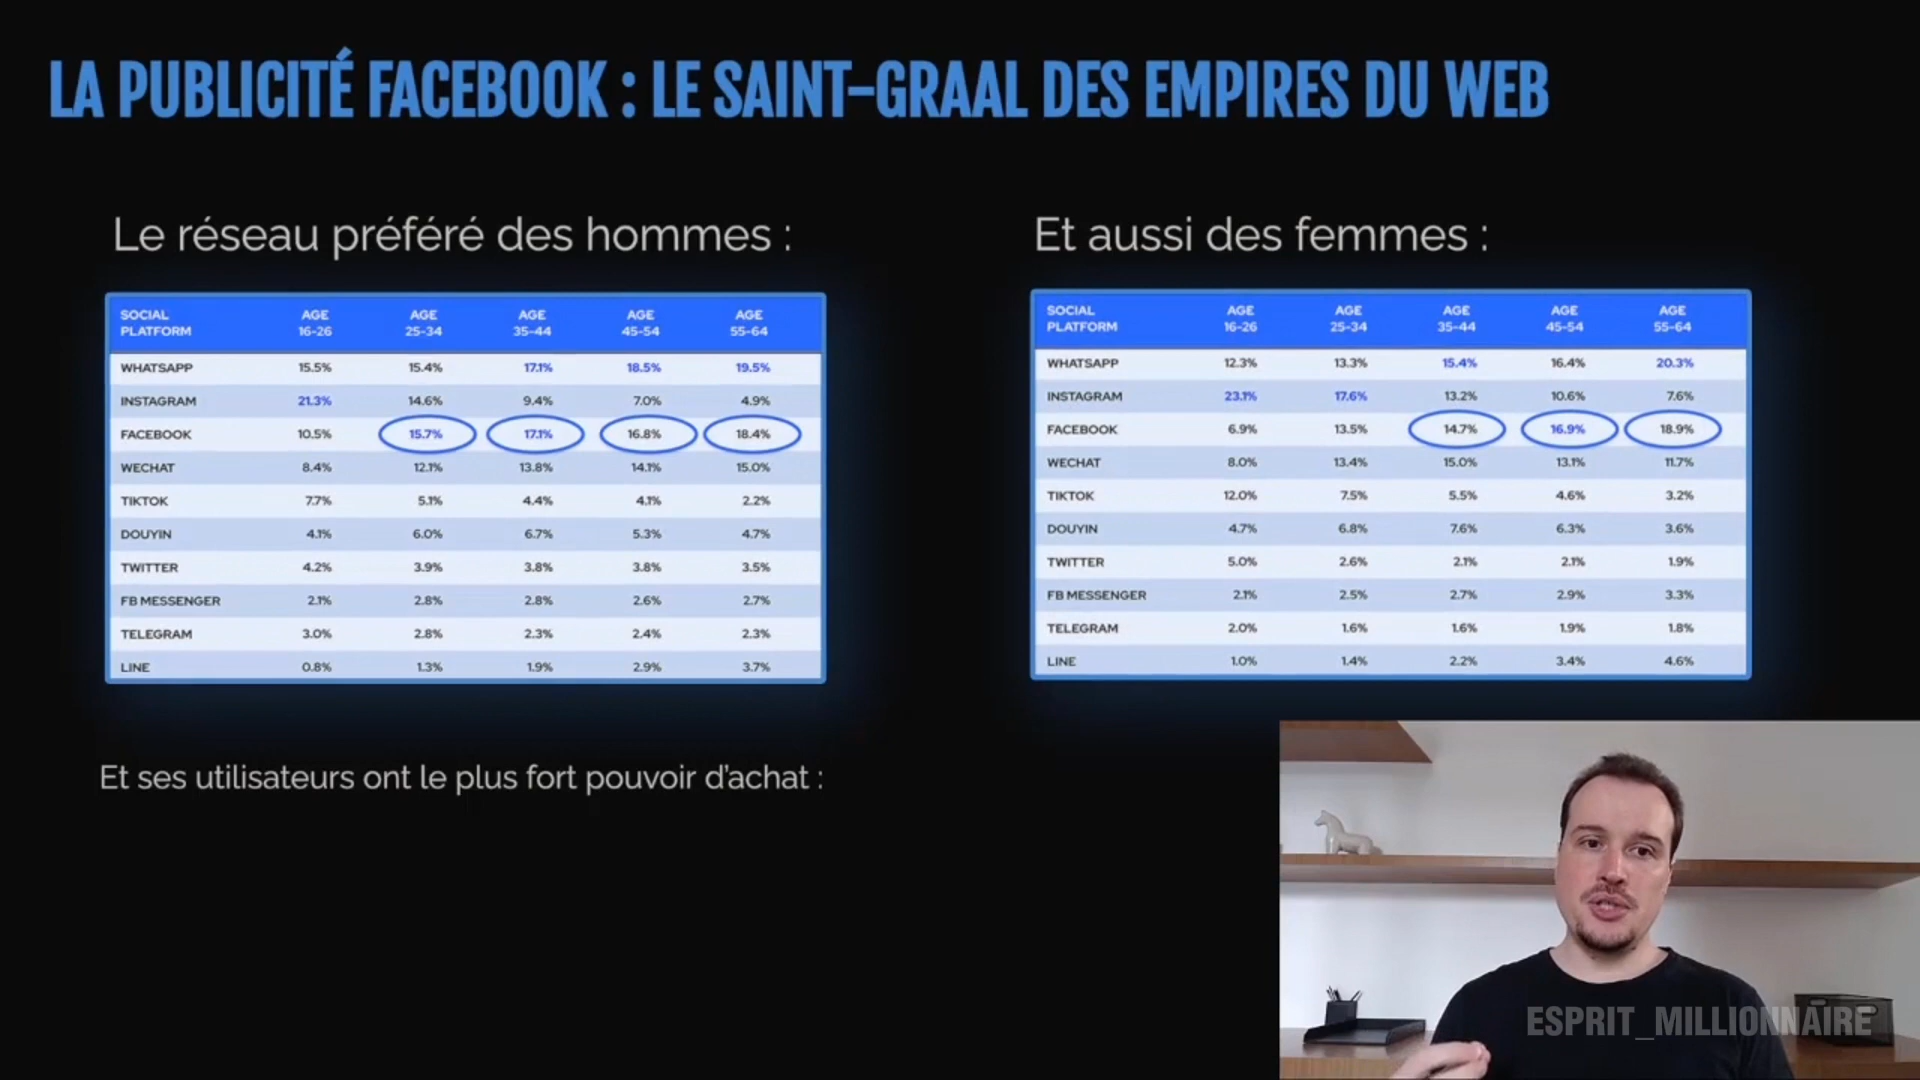 LA PUBLICITÉ FACEBOOK : LE SAINT-GRAAL DES EMPIRES DU WEB
Le réseau préféré des hommes :
SOCIAL PLATFORM AGE 16-26 AGE 25-34 AGE 35-44 AGE 45-54 AGE 55-64
WHATSAPP 15.5% 15.4% 17.1% 18.5% 19.5%
INSTAGRAM 21.3% 14.6% 9.4% 7.0% 4.9%
FACEBOOK 10.5% 15.7% 17.1% 16.8% 18.4%
WECHAT 8.4% 12.1% 13.8% 14.1% 15.0%
TIKTOK 7.7% 5.1% 4.4% 4.1% 2.2%
DOUYIN 4.1% 6.0% 6.7% 5.3% 4.7%
TWITTER 4.2% 3.9% 3.8% 3.8% 3.5%
FB MESSENGER 2.1% 2.8% 2.8% 2.6% 2.7%
TELEGRAM 3.0% 2.8% 2.3% 2.4% 2.3%
LINE 0.8% 1.3% 1.9% 2.9% 3.7%
Et aussi des femmes :
SOCIAL PLATFORM AGE 16-26 AGE 25-34 AGE 35-44 AGE 45-54 AGE 55-64
WHATSAPP 12.3% 13.3% 15.4% 16.4% 20.3%
INSTAGRAM 23.1% 17.6% 13.2% 10.6% 7.6%
FACEBOOK 6.9% 13.5% 14.7% 16.9% 18.9%
WECHAT 8.0% 13.4% 15.0% 13.1% 11.7%
TIKTOK 12.0% 7.5% 5.5% 4.6% 3.2%
DOUYIN 4.7% 6.8% 7.6% 6.3% 3.6%
TWITTER 5.0% 2.6% 2.1% 2.1% 1.9%
FB MESSENGER 2.1% 2.5% 2.7% 2.9% 3.3%
TELEGRAM 2.0% 1.6% 1.6% 1.9% 1.8%
LINE 1.0% 1.4% 2.2% 3.4% 4.6%
Et ses utilisateurs ont le plus fort pouvoir d'achat :
ESPRIT_MILLIONNAIRE